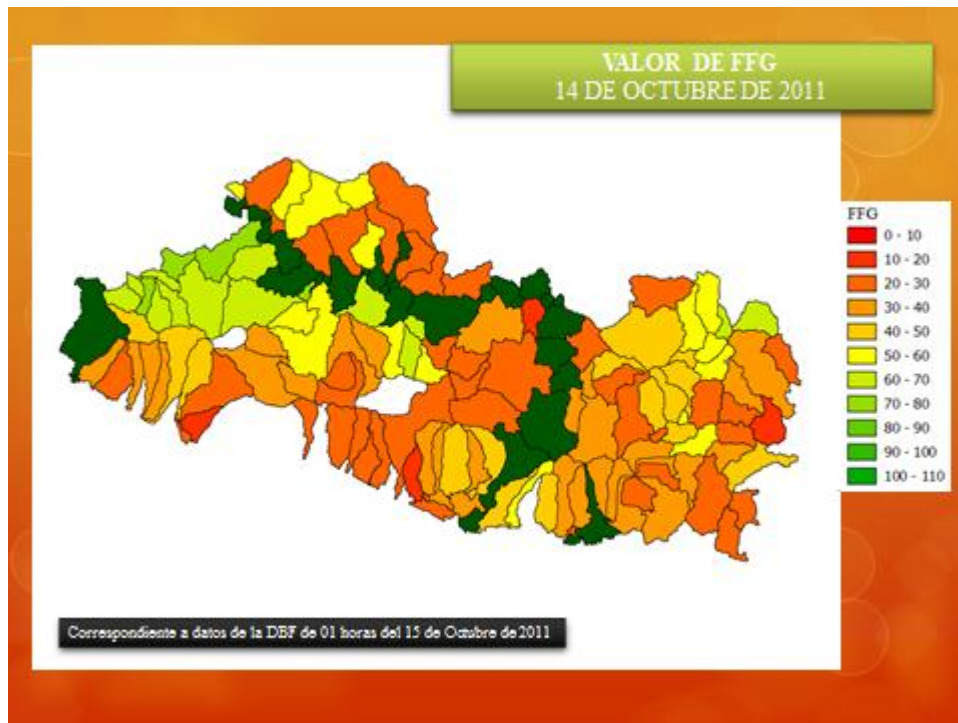 VALOR DE FFG
14 DE OCTUBRE DE 2011
FFG
0 - 10
10 - 20
20 - 30
30 - 40
40 - 50
50 - 60
60 - 70
70 - 80
80 - 90
90 - 100
100 - 110
Correspondiente a datos de la DBF de 01 horas del 15 de Octubre de 2011